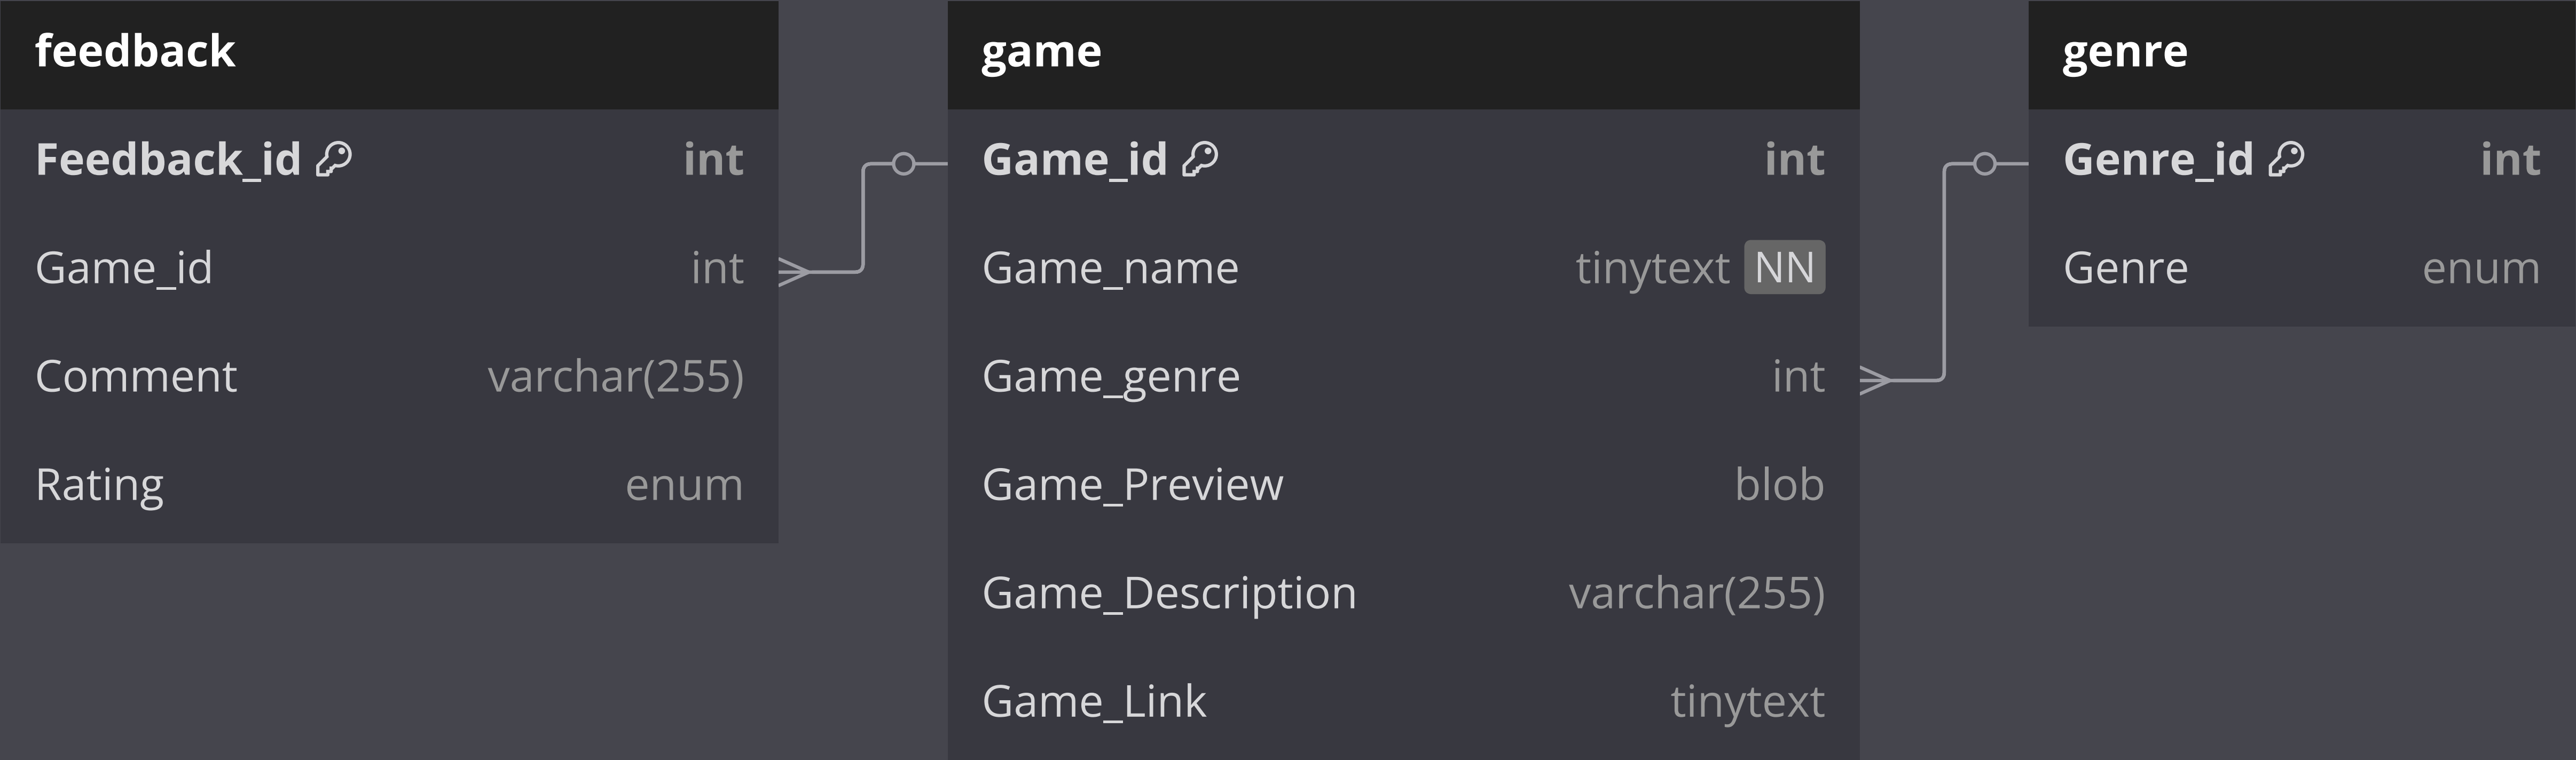 feedback
Feedback_id int
Game_id int
Comment varchar(255)
Rating enum
game
Game_id int
Game_name tinytext NN
Game_genre int
Game_Preview blob
Game_Description varchar(255)
Game_Link tinytext
genre
Genre_id int
Genre enum